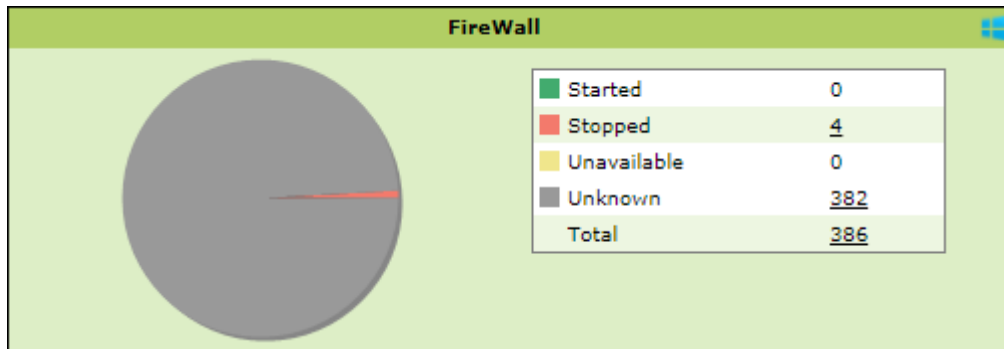 FireWall
Started 0
Stopped 4
Unavailable 0
Unknown 382
Total 386